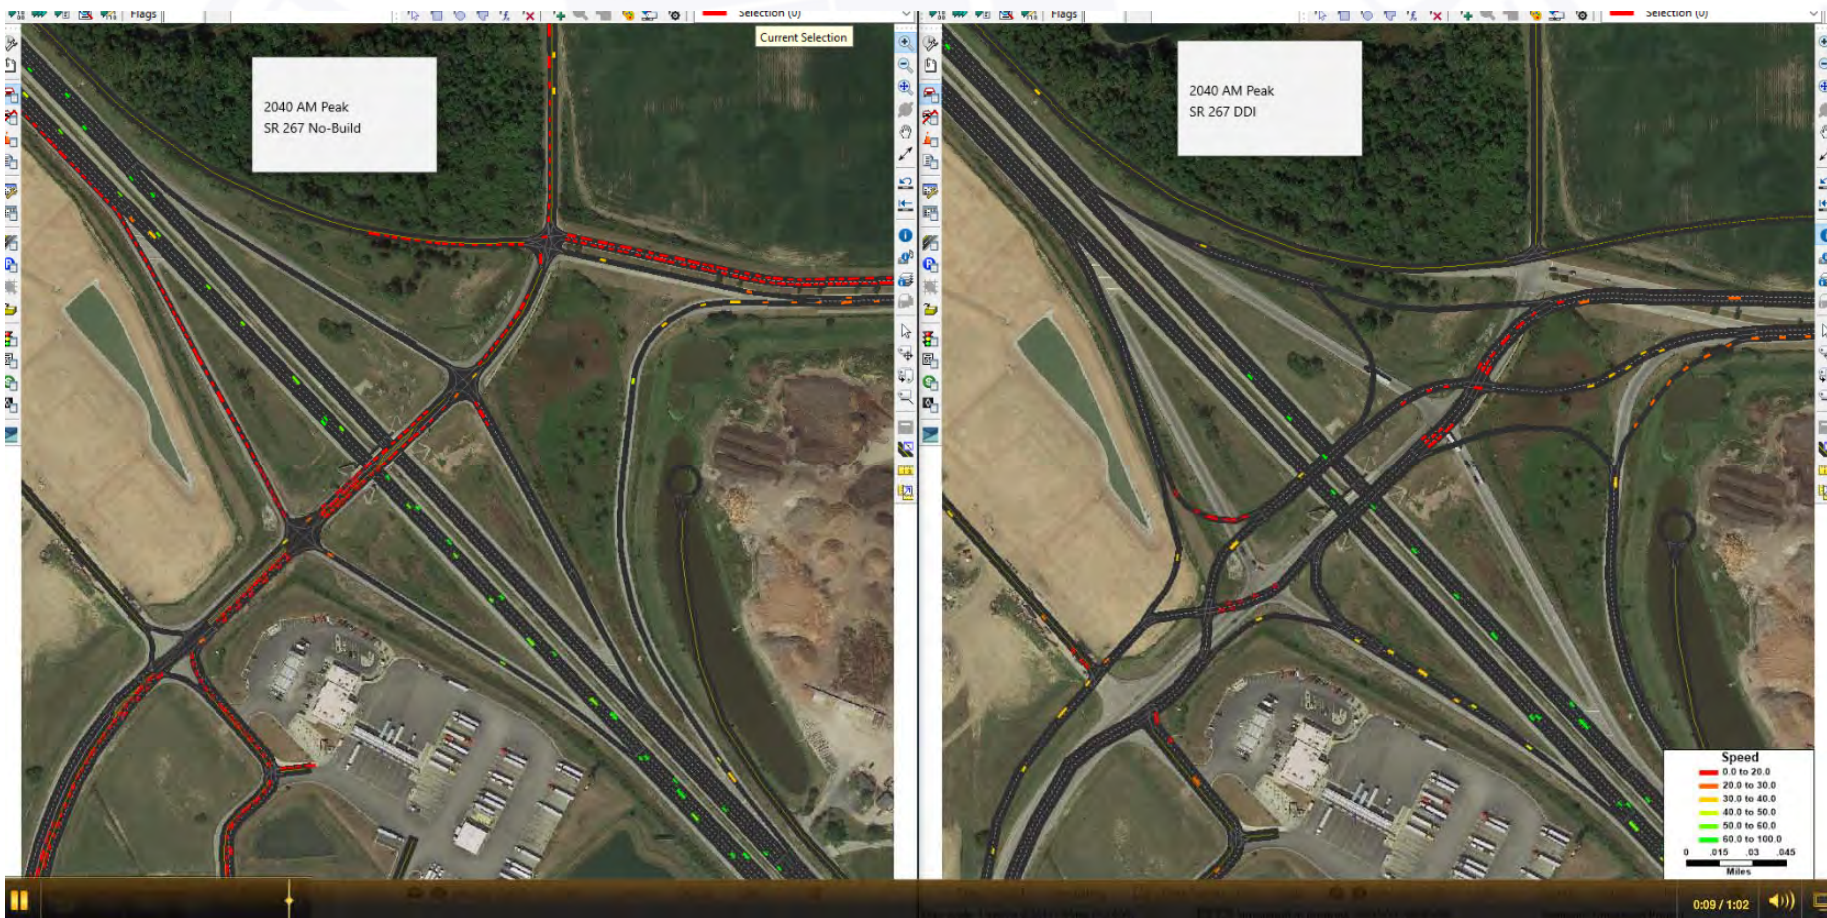 Flags
Selection (0)
Current Selection
2040 AM Peak
SR 267 No-Build
Flags
Selection (0)
2040 AM Peak
SR 267 DDI
Speed
0.0 to 20.0
20.0 to 30.0
30.0 to 40.0
40.0 to 50.0
50.0 to 60.0
60.0 to 100.0
0 .015 .03 .045
Miles
0:09 / 1:02